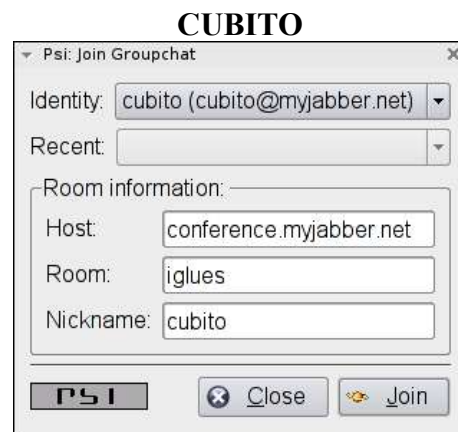 CUBITO
Psi: Join Groupchat
Identity: cubito (cubito@myjabber.net)
Recent:
Room information:
Host: conference.myjabber.net
Room: iglues
Nickname: cubito
PSI Close Join